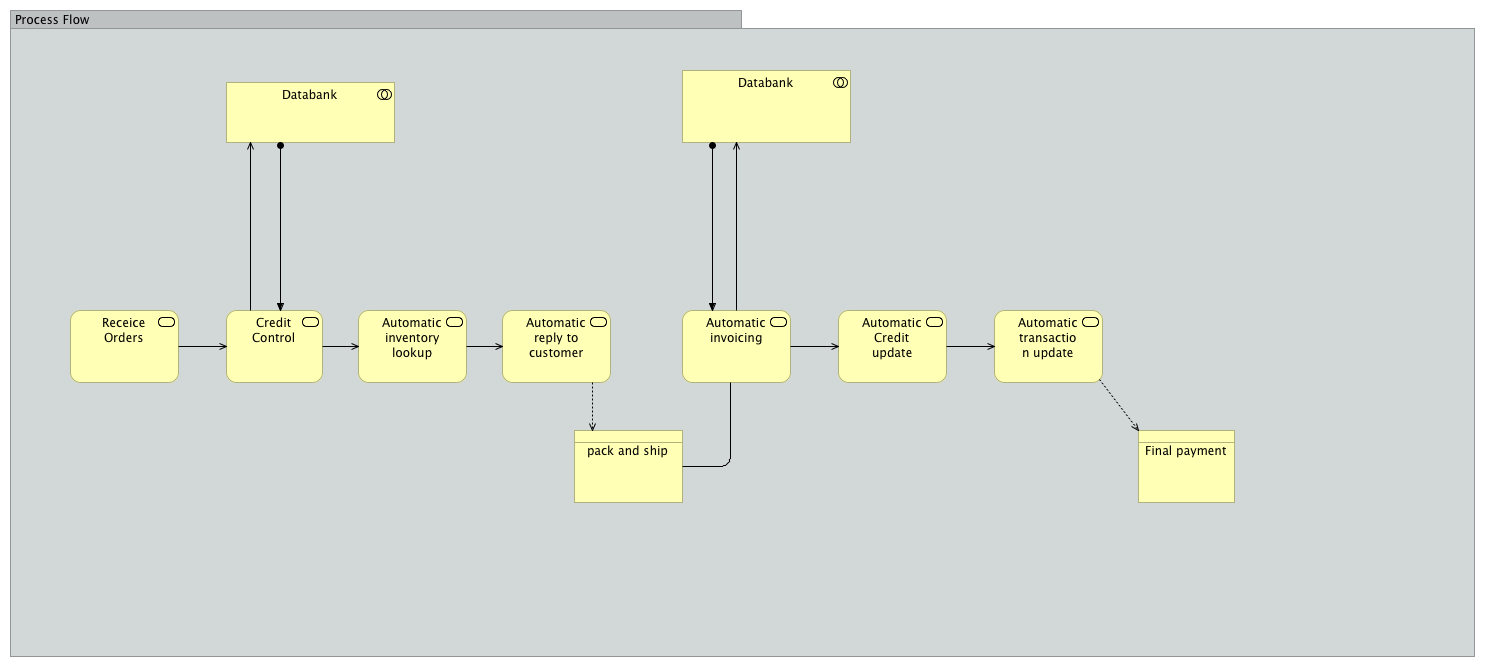 Process Flow
Databank
Databank
Receice
Orders
Credit
Control
Automatic
inventory
lookup
Automatic
reply to
customer
Automatic
invoicing
Automatic
Credit
update
Automatic
transactio
n update
pack and ship
Final payment